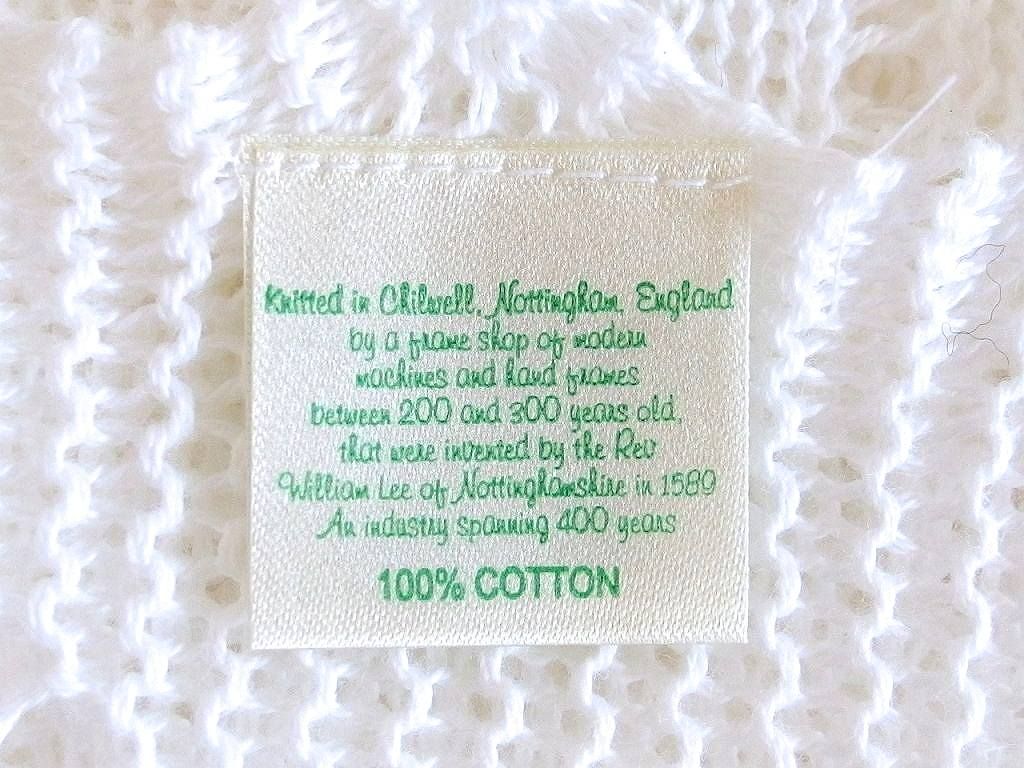 Knitted in Chilwell, Nottingham, England
by a frame shop of modern
machines and hand frames
between 200 and 300 years old,
that were invented by the Rev
William Lee of Nottinghamshire in 1589
An industry spanning 400 years
100% COTTON